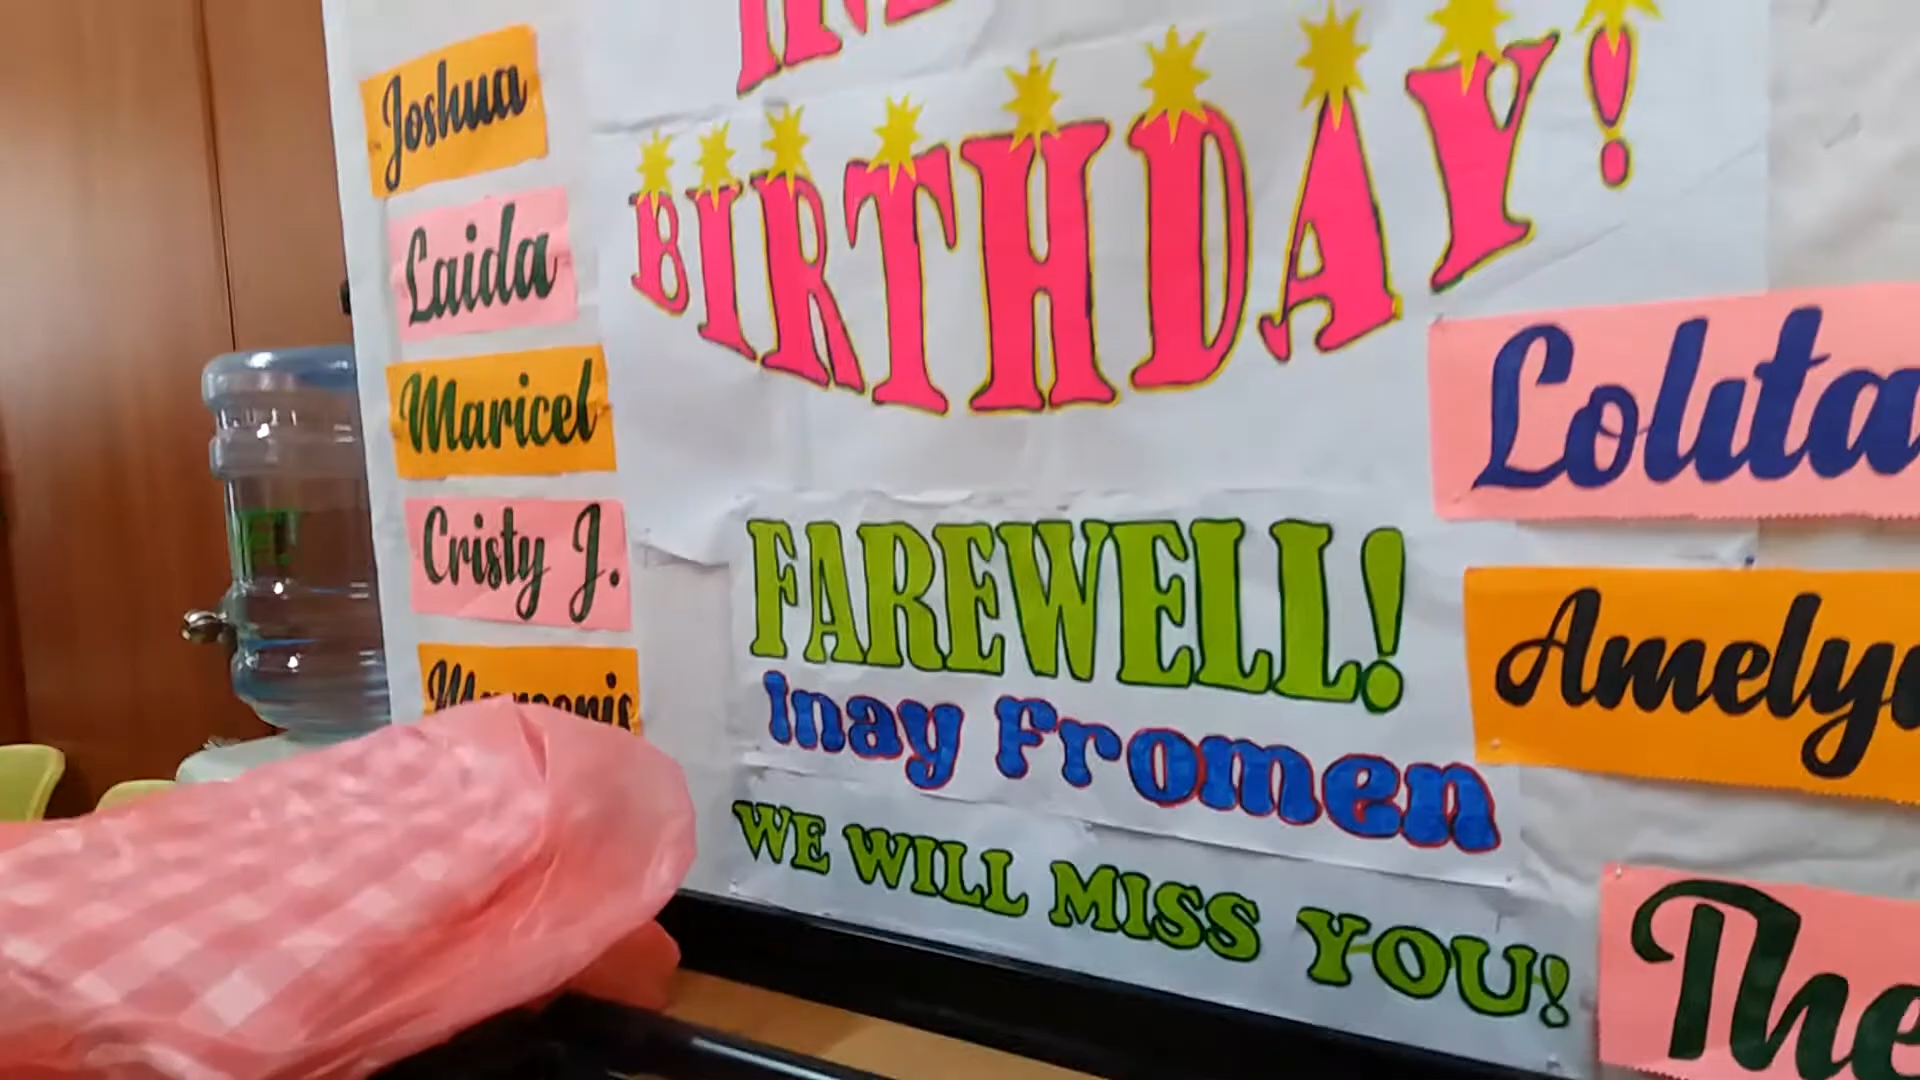 Joshua
Laida
Maricel
Cristy J.
BIRTHDAY!
FAREWELL!
Inay Fromen
WE WILL MISS YOU!
Lolita